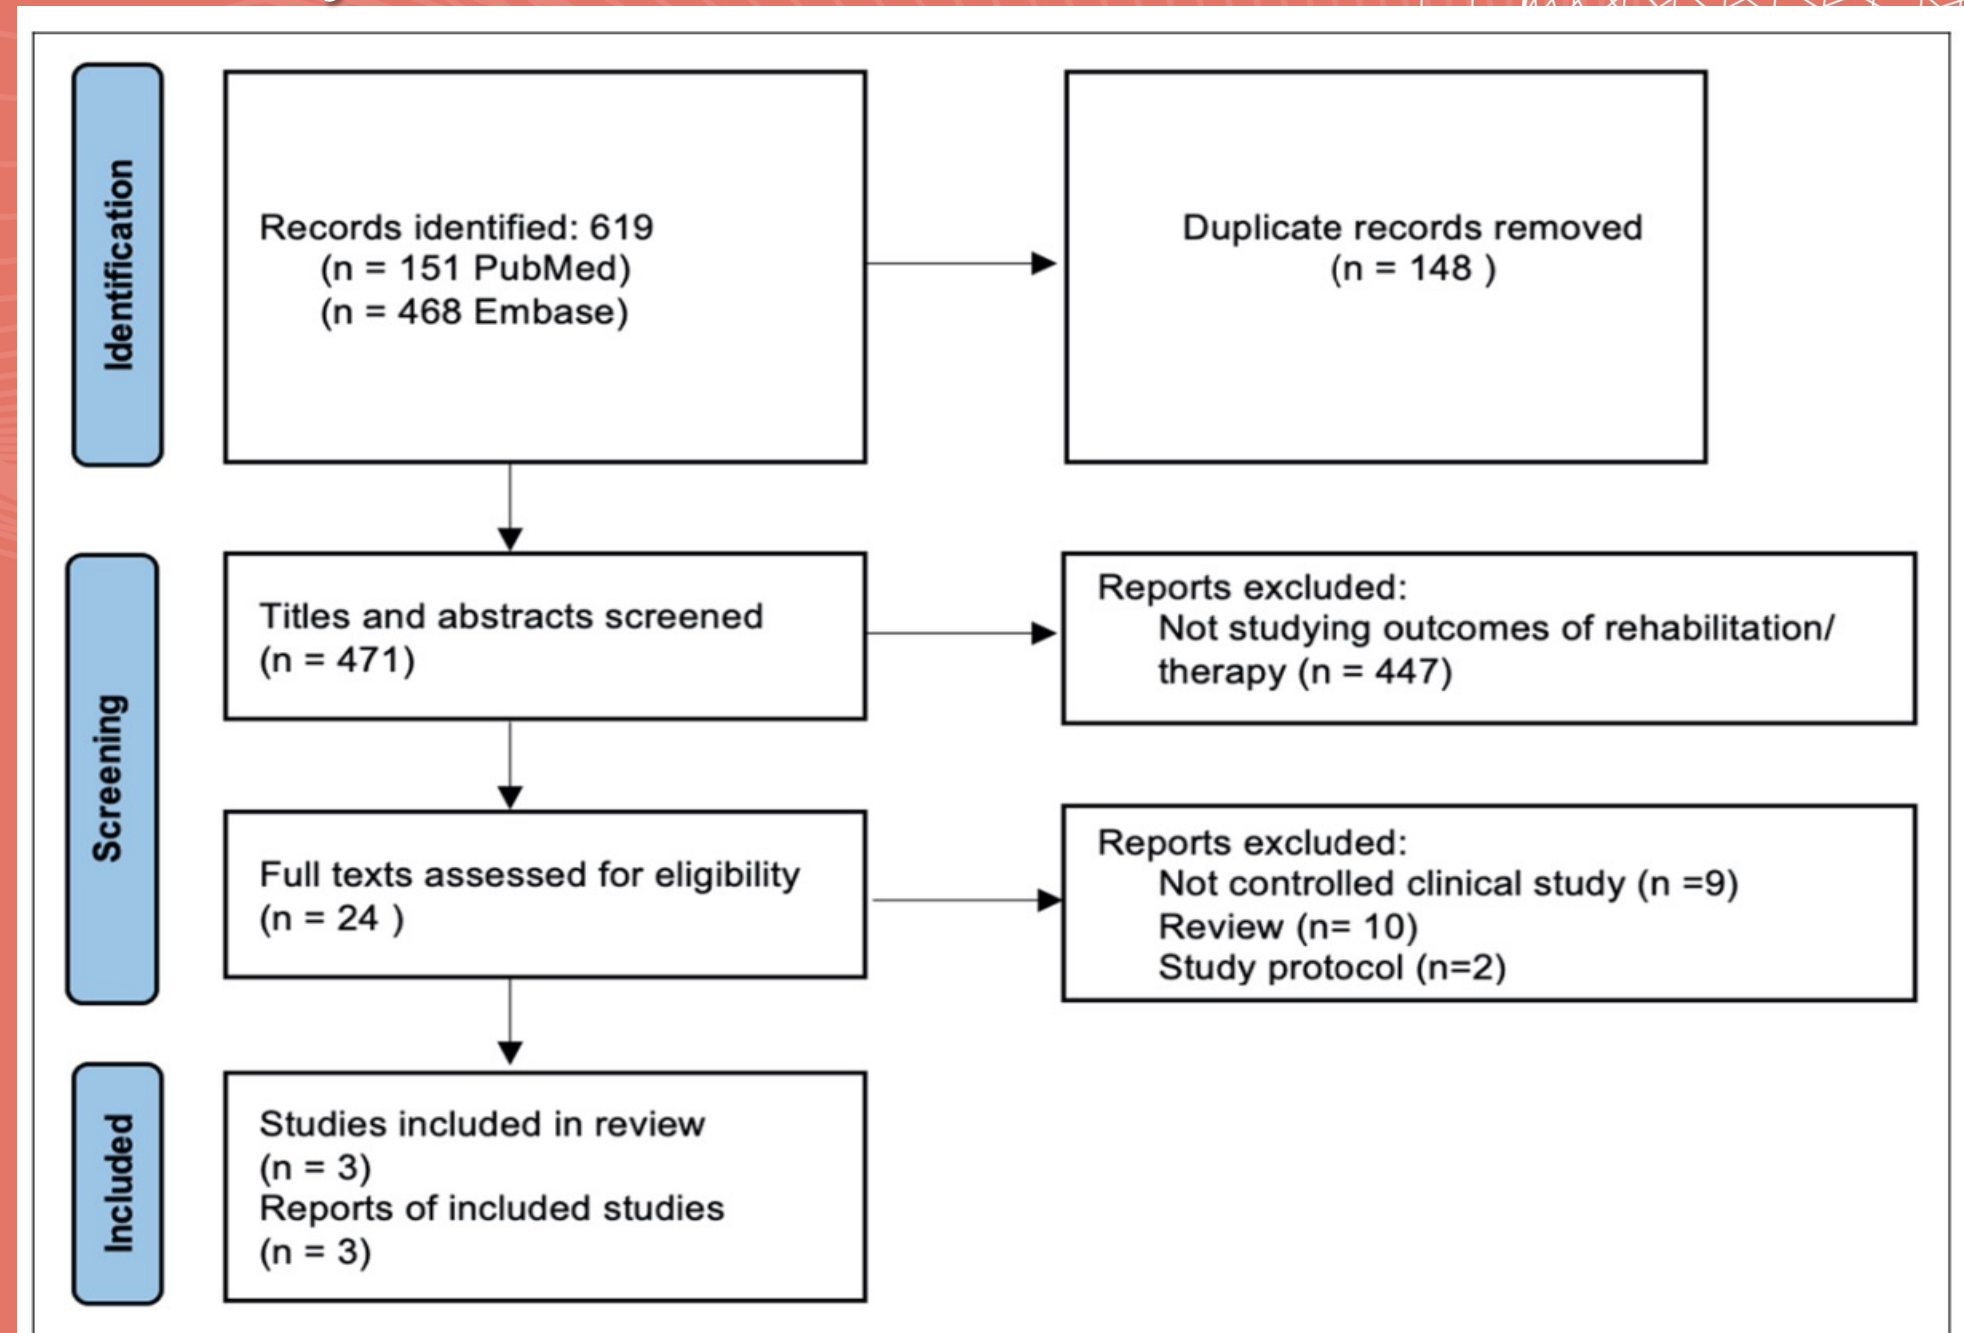 Identification
Records identified: 619
(n = 151 PubMed)
(n = 468 Embase)
Duplicate records removed
(n = 148 )
Screening
Titles and abstracts screened
(n = 471)
Reports excluded:
Not studying outcomes of rehabilitation/
therapy (n = 447)
Full texts assessed for eligibility
(n = 24 )
Reports excluded:
Not controlled clinical study (n =9)
Review (n= 10)
Study protocol (n=2)
Included
Studies included in review
(n = 3)
Reports of included studies
(n = 3)